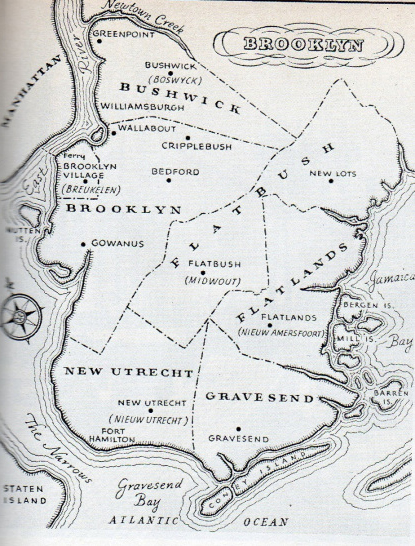 Newtown Creek
BROOKLYN
GREENPOINT
MANHATTAN
River
BUSHWICK
(BOSWYCK)
BUSHWICK
WILLIAMSBURGH
WALLABOUT
CRIPPLEBUSH
Ferry
BROOKLYN
VILLAGE
(BREUKELEN)
East
BEDFORD
NEW LOTS
FLATBUSH
BROOKLYN
NUTTEN
IS.
GOWANUS
FLATBUSH
(MIDWOUT)
FLATLANDS
Jamaica
BERGEN IS.
FLATLANDS
(NIEUW AMERSFOORT)
MILL IS.
Bay
NEW UTRECHT
GRAVESEND
BARREN
IS.
NEW UTRECHT
(NIEUW UTRECHT)
FORT
HAMILTON
GRAVESEND
The Narrows
CONEY ISLAND
STATEN
ISLAND
Gravesend
Bay
ATLANTIC OCEAN